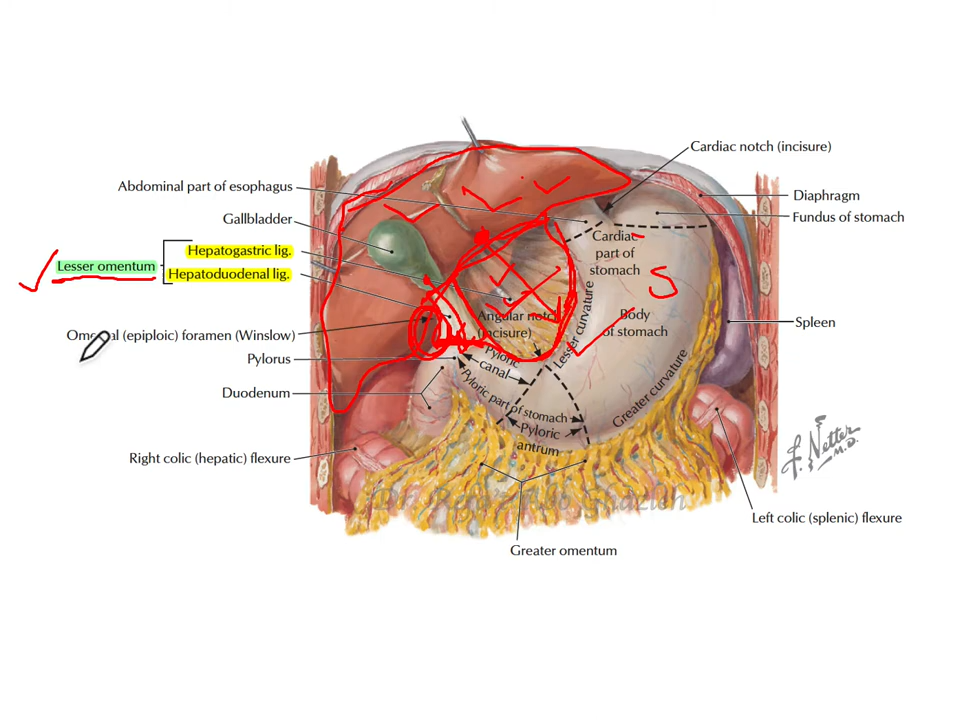 Cardiac notch (incisure)
Abdominal part of esophagus
Diaphragm
Gallbladder
Fundus of stomach
Cardiac
part of
stomach
Hepatogastric lig.
Lesser omentum
Hepatoduodenal lig.
S
Angular notch
(incisure)
Lesser curvature
Body
of stomach
Spleen
(epiploic) foramen (Winslow)
Pylorus
Pyloric
canal
Duodenum
Pyloric part of stomach
Greater curvature
Pyloric
antrum
Right colic (hepatic) flexure
F. Netter
M.D.
Left colic (splenic) flexure
Greater omentum